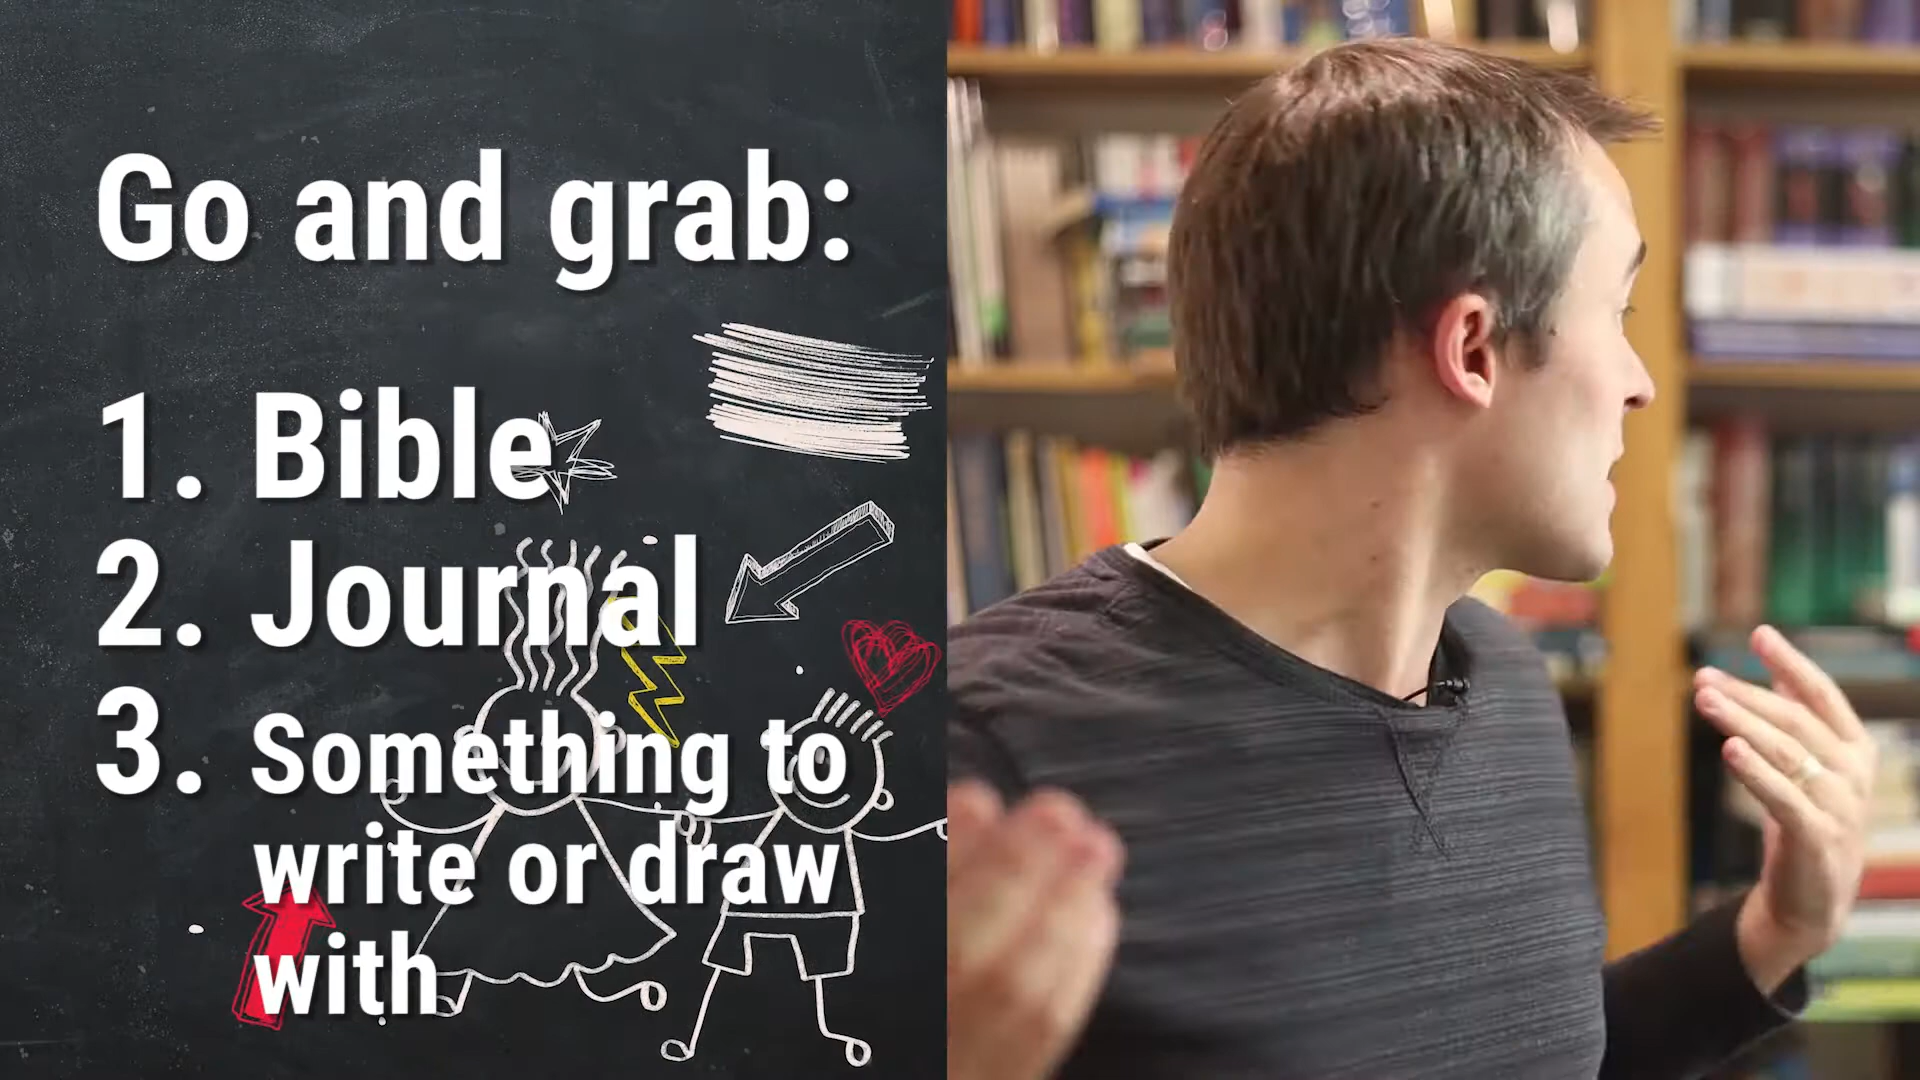 Go and grab:
1. Bible
2. Journal
3. Something to
write or draw
with